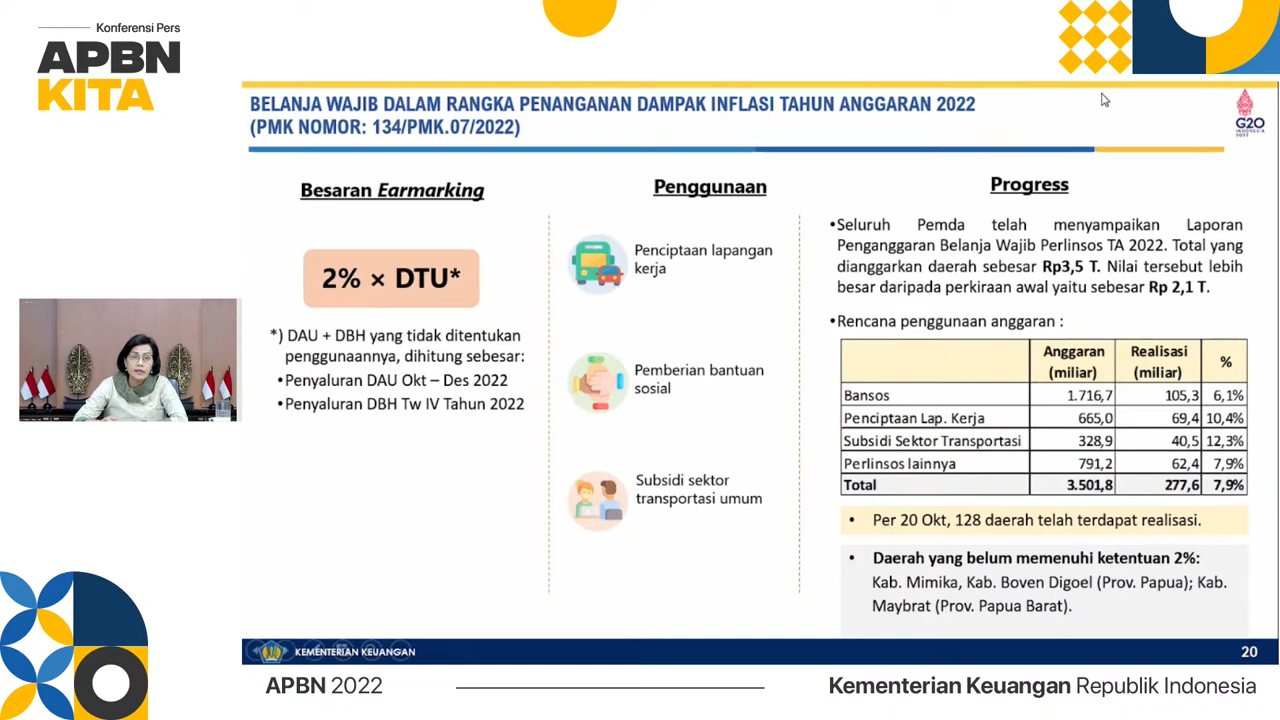 Konferensi Pers
APBN
KITA
BELANJA WAJIB DALAM RANGKA PENANGANAN DAMPAK INFLASI TAHUN ANGGARAN 2022
(PMK NOMOR: 134/PMK.07/2022)
G20
Besaran Earmarking
2% × DTU*
*) DAU + DBH yang tidak ditentukan
penggunaannya, dihitung sebesar:
•Penyaluran DAU Okt – Des 2022
•Penyaluran DBH Tw IV Tahun 2022
Penggunaan
Penciptaan lapangan
kerja
Pemberian bantuan
sosial
Subsidi sektor
transportasi umum
Progress
•Seluruh Pemda telah menyampaikan Laporan
Penganggaran Belanja Wajib Perlinsos TA 2022. Total yang
dianggarkan daerah sebesar Rp3,5 T. Nilai tersebut lebih
besar daripada perkiraan awal yaitu sebesar Rp 2,1 T.
•Rencana penggunaan anggaran :
Anggaran (miliar) Realisasi (miliar) %
Bansos 1.716,7 105,3 6,1%
Penciptaan Lap. Kerja 665,0 69,4 10,4%
Subsidi Sektor Transportasi 328,9 40,5 12,3%
Perlinsos lainnya 791,2 62,4 7,9%
Total 3.501,8 277,6 7,9%
• Per 20 Okt, 128 daerah telah terdapat realisasi.
• Daerah yang belum memenuhi ketentuan 2%:
Kab. Mimika, Kab. Boven Digoel (Prov. Papua); Kab.
Maybrat (Prov. Papua Barat).
KEMENTERIAN KEUANGAN
20
APBN 2022
Kementerian Keuangan Republik Indonesia